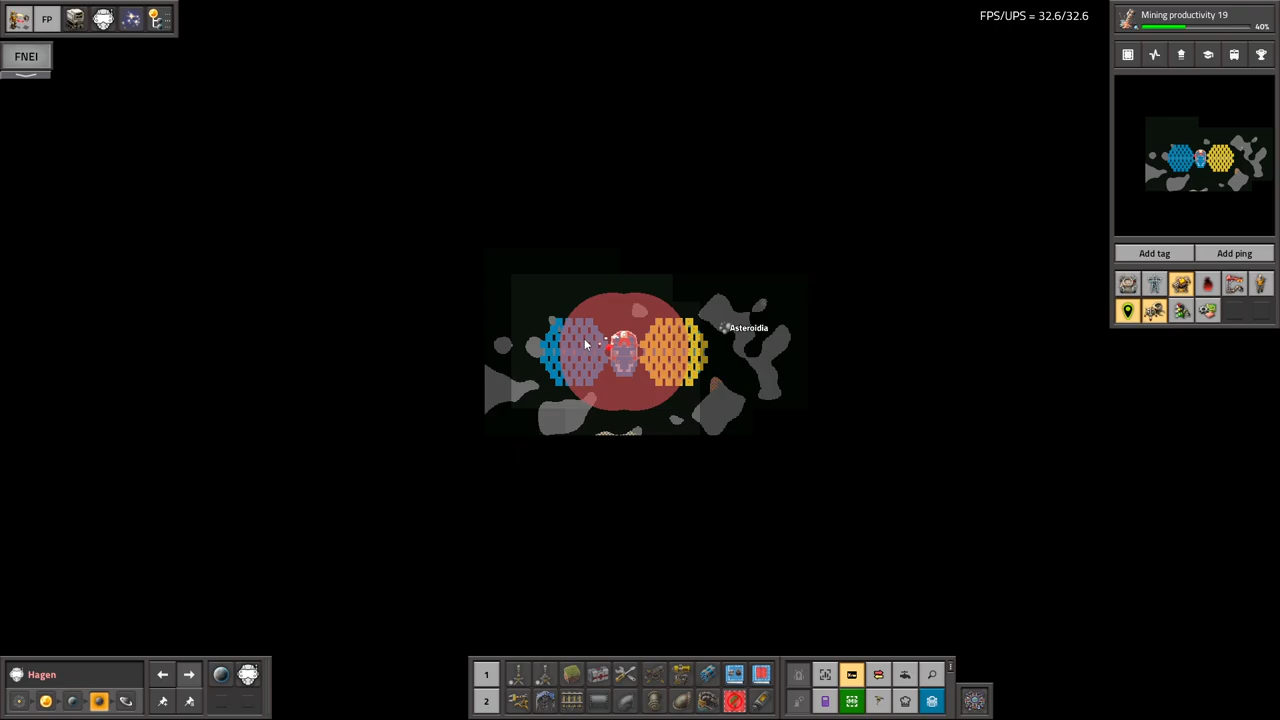 FP
FPS/UPS = 32.6/32.6
Mining productivity 19
40%
FNEI
Asteroidia
Add tag
Add ping
Hagen
1
2